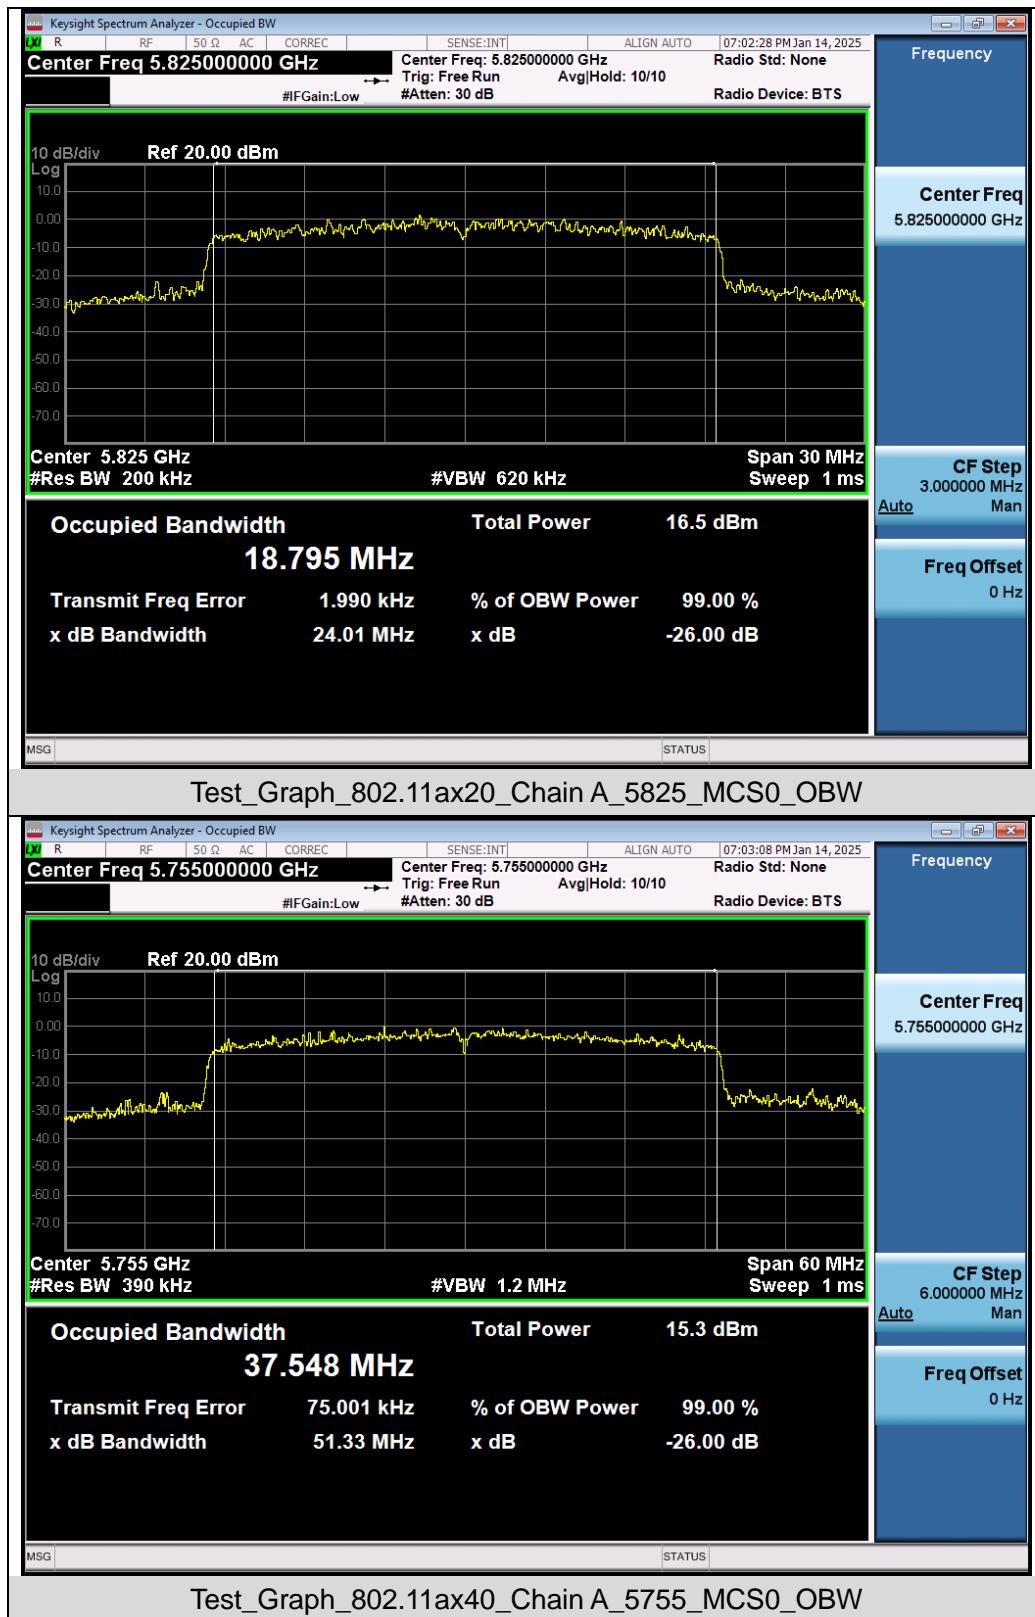 Keysight Spectrum Analyzer - Occupied BW
LXI R RF 50 Ω AC CORREC SENSE:INT ALIGN AUTO 07:02:28 PM Jan 14, 2025
Center Freq 5.825000000 GHz
Center Freq: 5.825000000 GHz
Radio Std: None
Trig: Free Run Avg|Hold: 10/10
#IFGain:Low
#Atten: 30 dB
Radio Device: BTS
Frequency
10 dB/div Ref 20.00 dBm
Log
10.0
0.00
-10.0
-20.0
-30.0
-40.0
-50.0
-60.0
-70.0
Center 5.825 GHz Span 30 MHz
#Res BW 200 kHz #VBW 620 kHz Sweep 1 ms
Center Freq
5.825000000 GHz
CF Step
3.000000 MHz
Auto Man
Freq Offset
0 Hz
Occupied Bandwidth Total Power 16.5 dBm
18.795 MHz
Transmit Freq Error 1.990 kHz % of OBW Power 99.00 %
x dB Bandwidth 24.01 MHz x dB -26.00 dB
MSG STATUS
Test_Graph_802.11ax20_Chain A_5825_MCS0_OBW
Keysight Spectrum Analyzer - Occupied BW
LXI R RF 50 Ω AC CORREC SENSE:INT ALIGN AUTO 07:03:08 PM Jan 14, 2025
Center Freq 5.755000000 GHz
Center Freq: 5.755000000 GHz
Radio Std: None
Trig: Free Run Avg|Hold: 10/10
#IFGain:Low
#Atten: 30 dB
Radio Device: BTS
Frequency
10 dB/div Ref 20.00 dBm
Log
10.0
0.00
-10.0
-20.0
-30.0
-40.0
-50.0
-60.0
-70.0
Center 5.755 GHz Span 60 MHz
#Res BW 390 kHz #VBW 1.2 MHz Sweep 1 ms
Center Freq
5.755000000 GHz
CF Step
6.000000 MHz
Auto Man
Freq Offset
0 Hz
Occupied Bandwidth Total Power 15.3 dBm
37.548 MHz
Transmit Freq Error 75.001 kHz % of OBW Power 99.00 %
x dB Bandwidth 51.33 MHz x dB -26.00 dB
MSG STATUS
Test_Graph_802.11ax40_Chain A_5755_MCS0_OBW